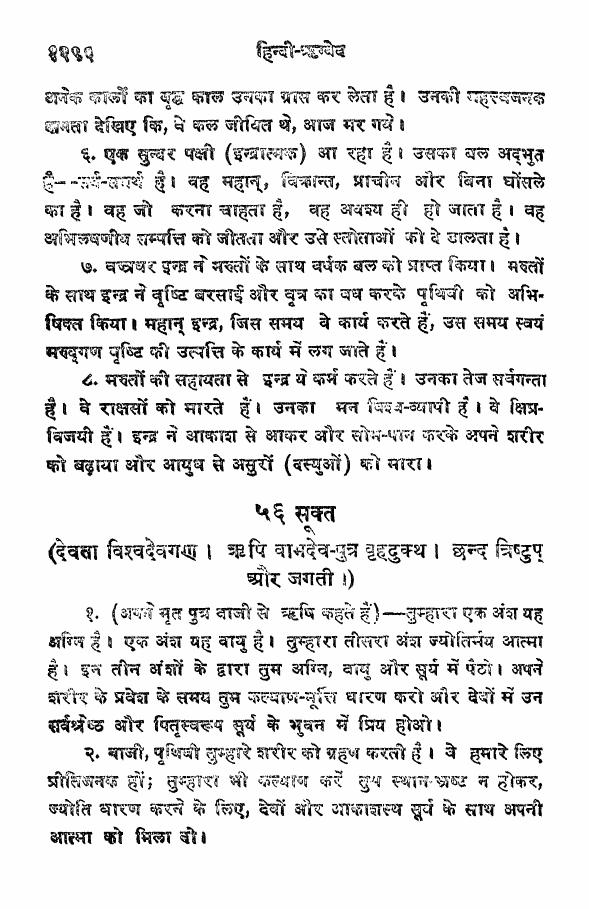 हिन्दी-ऋग्वेद
अनेक कालों का वृद्ध काल उनका ग्रास कर लेता है। उनकी महत्त्वजनक
क्षमता देखिए कि, वे कल जीवित थे, आज मर गये।
६. एक सुन्दर पक्षी (इन्द्रात्मक) आ रहा है। उसका बल अद्भुत
है--सर्व-समर्थ है। वह महान्, विक्रान्त, प्राचीन और बिना घोंसले
का है। वह जो करना चाहता है, वह अवश्य ही हो जाता है। वह
अभिलषणीय सम्पत्ति को जीतता और उसे स्तोताओं को दे डालता है।
७. वज्रधर इन्द्र ने मरुतों के साथ वर्षक बल को प्राप्त किया। मरुतों
के साथ इन्द्र ने वृष्टि बरसाई और वृत्र का वध करके पृथिवी को अभि-
षिक्त किया। महान् इन्द्र, जिस समय वे कार्य करते हैं, उस समय स्वयं
मरुद्गण वृष्टि की उत्पत्ति के कार्य में लग जाते हैं।
८. मरुतों की सहायता से इन्द्र ये कर्म करते हैं। उनका तेज सर्वगन्ता
है। वे राक्षसों को मारते हैं। उनका मन विश्व-व्यापी है। वे क्षिप्र-
विजयी हैं। इन्द्र ने आकाश से आकर और सोम-पान करके अपने शरीर
को बढ़ाया और आयुध से असुरों (दस्युओं) को मारा।
५६ सूक्त
(देवता विश्वदेवगण। ऋषि वामदेव-पुत्र वृहदुक्थ। छन्द त्रिष्टुप्
और जगती।)
१. (अपने मृत पुत्र वाजी से ऋषि कहते हैं)—तुम्हारा एक अंश यह
अग्नि है। एक अंश यह वायु है। तुम्हारा तीसरा अंश ज्योतिर्मय आत्मा
है। इन तीन अंशों के द्वारा तुम अग्नि, वायु और सूर्य में पैठो। अपने
शरीर के प्रवेश के समय तुम कल्याण-मूर्त्ति धारण करो और देवों में उन
सर्वश्रेष्ठ और पितृस्वरूप सूर्य के भुवन में प्रिय होओ।
२. वाजी, पृथिवी तुम्हारे शरीर को ग्रहण करती है। वे हमारे लिए
प्रीतिजनक हों; तुम्हारा भी कल्याण करें तुम स्थान-भ्रष्ट न होकर,
ज्योति धारण करने के लिए, देवों और आकाशस्थ सूर्य के साथ अपनी
आत्मा को मिला दो।